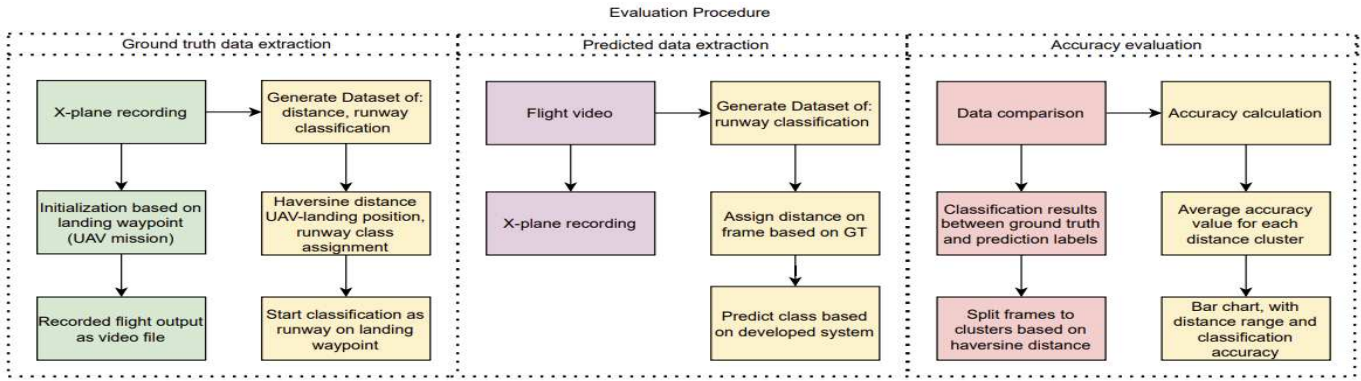 Evaluation Procedure
Ground truth data extraction
X-plane recording
Generate Dataset of:
distance, runway
classification
Initialization based on
landing waypoint
(UAV mission)
Haversine distance
UAV-landing position,
runway class
assignment
Recorded flight output
as video file
Start classification as
runway on landing
waypoint
Predicted data extraction
Flight video
Generate Dataset of:
runway classification
X-plane recording
Assign distance on
frame based on GT
Predict class based
on developed system
Accuracy evaluation
Data comparison
Accuracy calculation
Classification results
between ground truth
and prediction labels
Average accuracy
value for each
distance cluster
Split frames to
clusters based on
haversine distance
Bar chart, with
distance range and
classification
accuracy